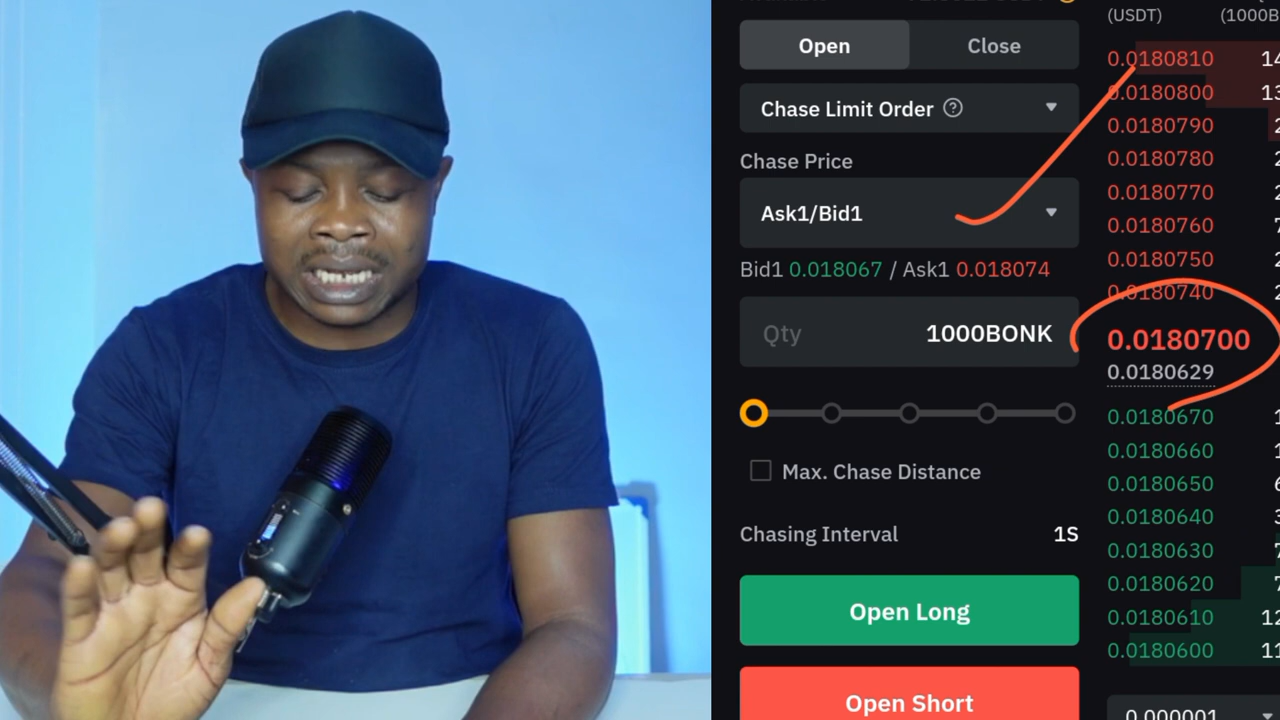 (USDT)
(1000B
Open
Close
Chase Limit Order
Chase Price
Ask1/Bid1
Bid1 0.018067 / Ask1 0.018074
Qty
1000BONK
Max. Chase Distance
Chasing Interval
1S
Open Long
Open Short
0.0180810
0.0180800
0.0180790
0.0180780
0.0180770
0.0180760
0.0180750
0.0180740
0.0180700
0.0180629
0.0180670
0.0180660
0.0180650
0.0180640
0.0180630
0.0180620
0.0180610
0.0180600
0.000001